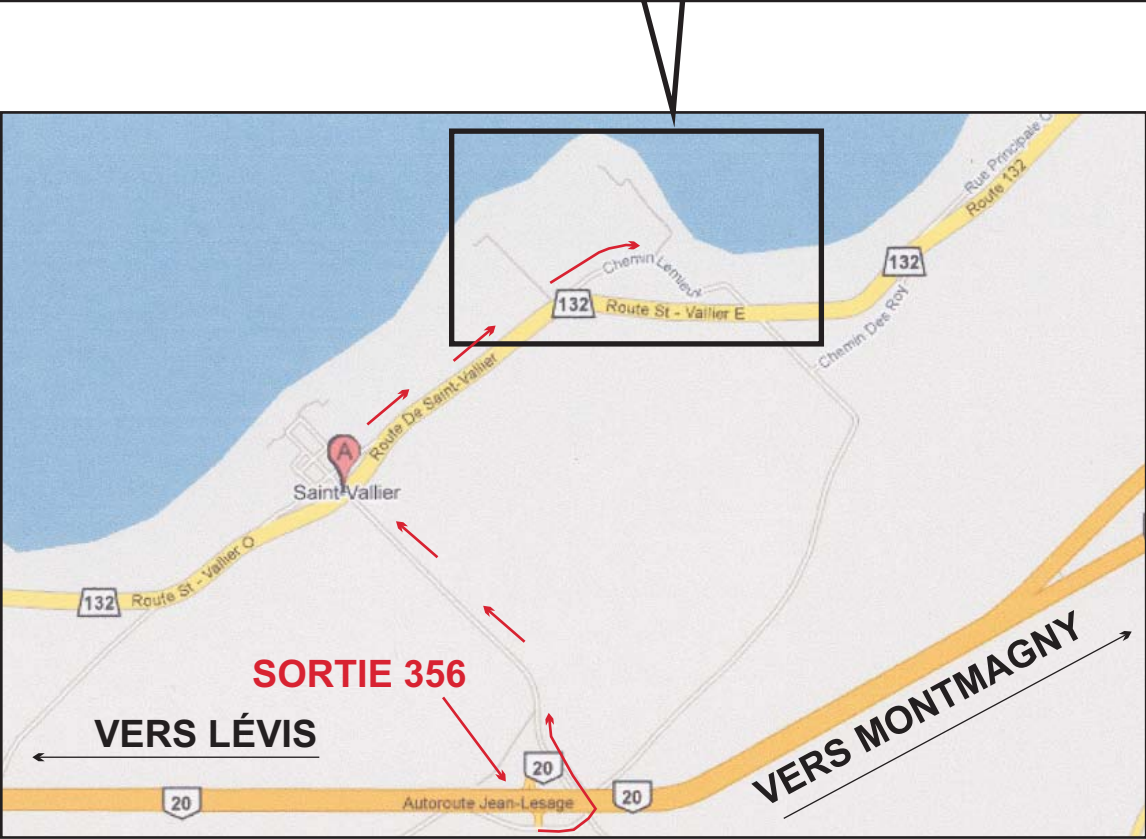 Rue Principale O
Route 132
132
Chemin Lemieux
132
Route St - Vallier E
Chemin Des Roy
Route De Saint-Vallier
A
Saint-Vallier
Route St - Vallier O
132
SORTIE 356
VERS MONTMAGNY
VERS LÉVIS
20
20
20
Autoroute Jean-Lesage